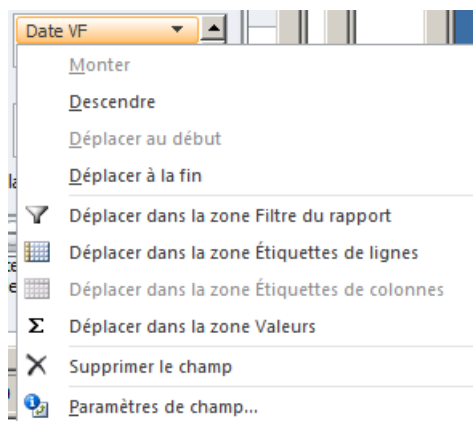 Date VF
Monter
Descendre
Déplacer au début
Déplacer à la fin
Déplacer dans la zone Filtre du rapport
Déplacer dans la zone Étiquettes de lignes
Déplacer dans la zone Étiquettes de colonnes
Σ Déplacer dans la zone Valeurs
Supprimer le champ
Paramètres de champ...